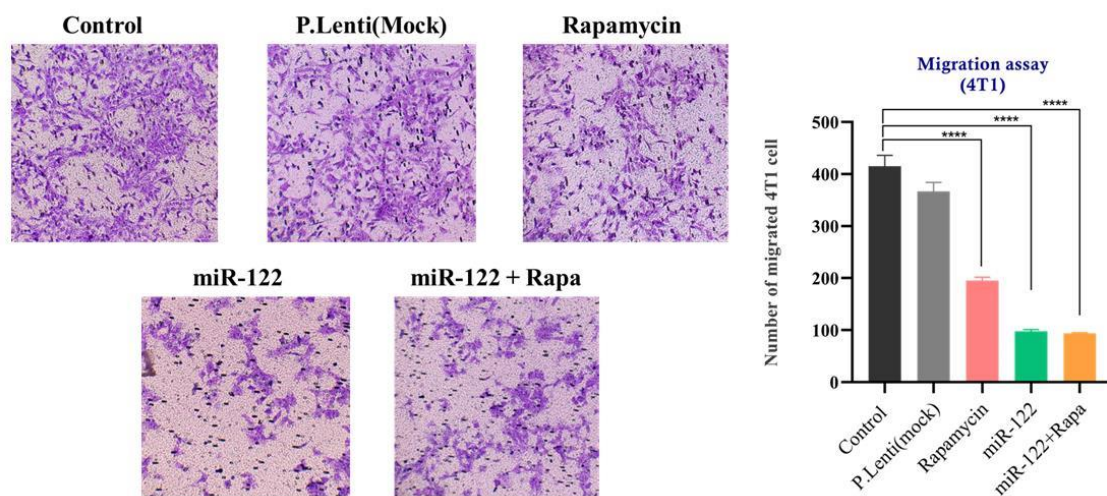 Control
P.Lenti(Mock)
Rapamycin
miR-122
miR-122 + Rapa
Migration assay
(4T1)
****
****
****
Number of migrated 4T1 cell
500
400
300
200
100
0
Control
P.Lenti(mock)
Rapamycin
miR-122
miR-122+Rapa